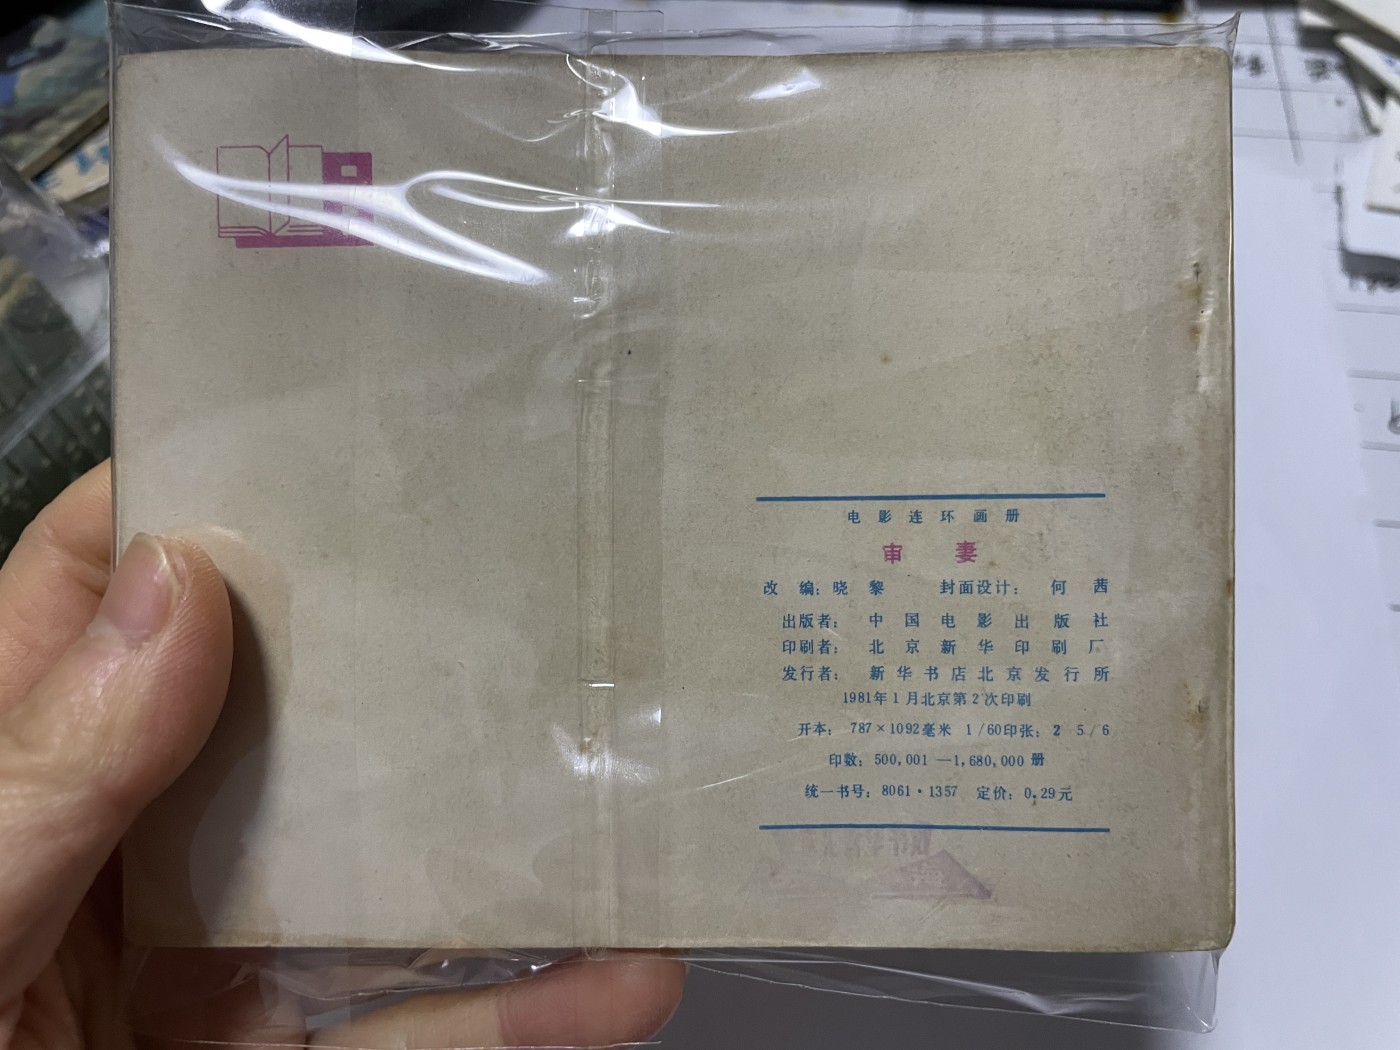 电影连环画册
审妻
改编：晓黎 封面设计：何茜
出版者：中国电影出版社
印刷者：北京新华印刷厂
发行者：新华书店北京发行所
1981年1月北京第2次印刷
开本：787×1092毫米 1/60印张：2 5/6
印数：500,001—1,680,000册
统一书号：8061·1357 定价：0.29元